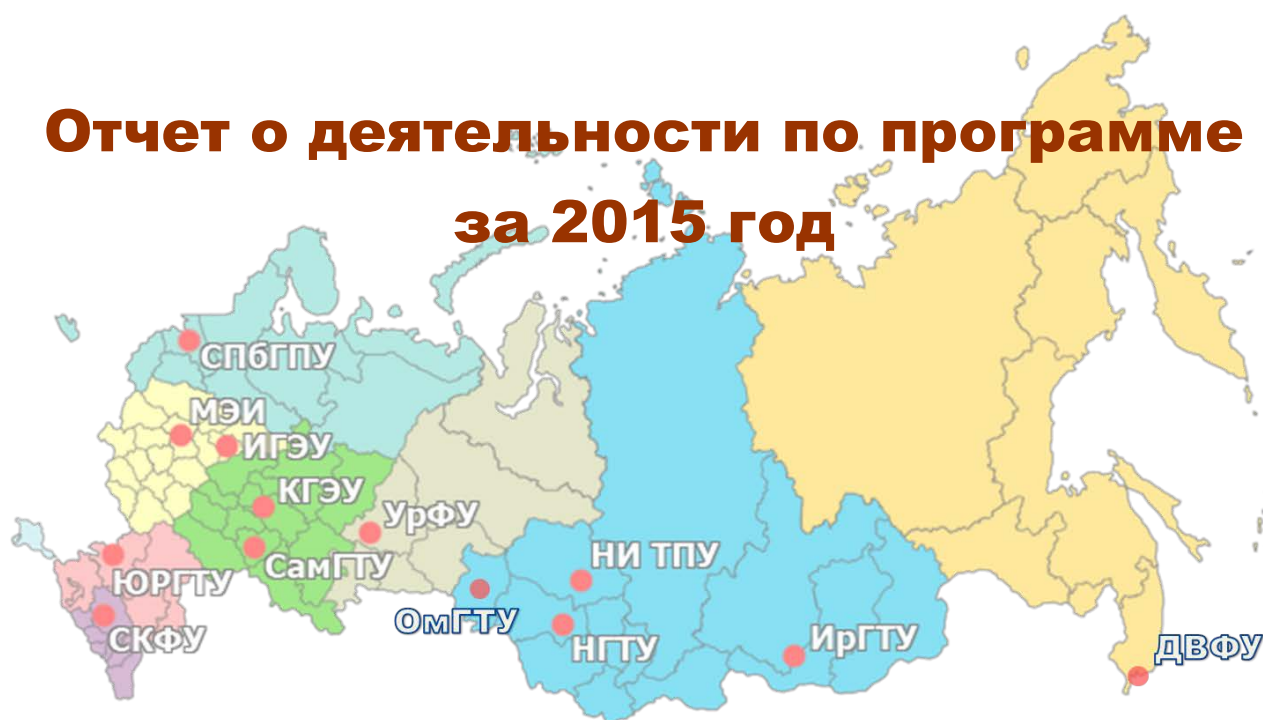 Отчет о деятельности по программе
за 2015 год
СПбГПУ
МЭИ
ИГЭУ
КГЭУ
УрФУ
НИ ТПУ
СамГТУ
ЮРГТУ
ОмГТУ
СКФУ
НГТУ
ИрГТУ
ДВФУ